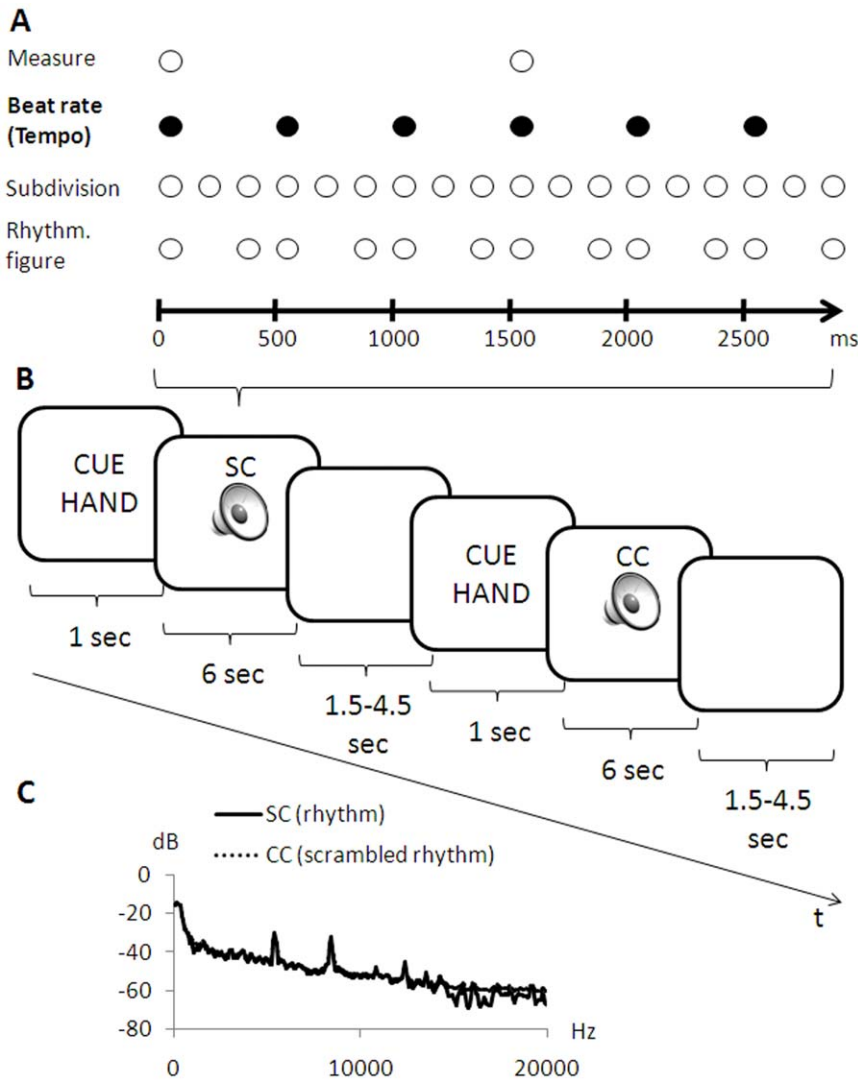 A
Measure
Beat rate
(Tempo)
Subdivision
Rhythm.
figure
0 500 1000 1500 2000 2500 ms
B
CUE
HAND
SC
CUE
HAND
CC
1 sec
6 sec
1.5-4.5
sec
1 sec
6 sec
1.5-4.5
sec
t
C
SC (rhythm)
CC (scrambled rhythm)
dB
0
-20
-40
-60
-80
Hz
0 10000 20000